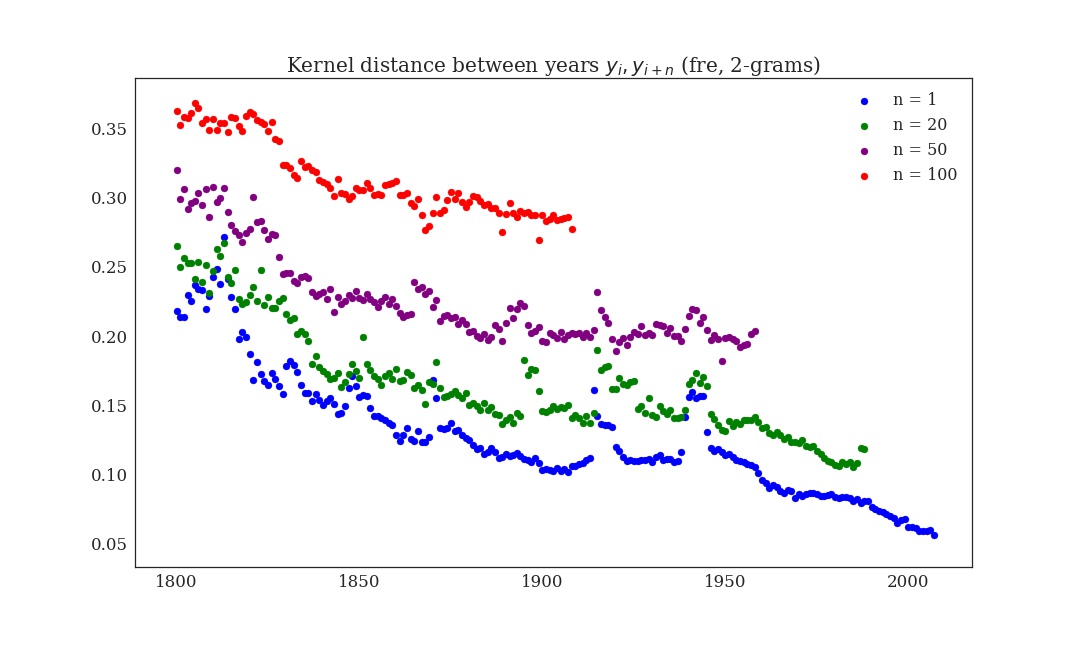 Kernel distance between years y_i, y_{i+n} (fre, 2-grams)
n = 1
n = 20
n = 50
n = 100
0.35
0.30
0.25
0.20
0.15
0.10
0.05
1800 1850 1900 1950 2000